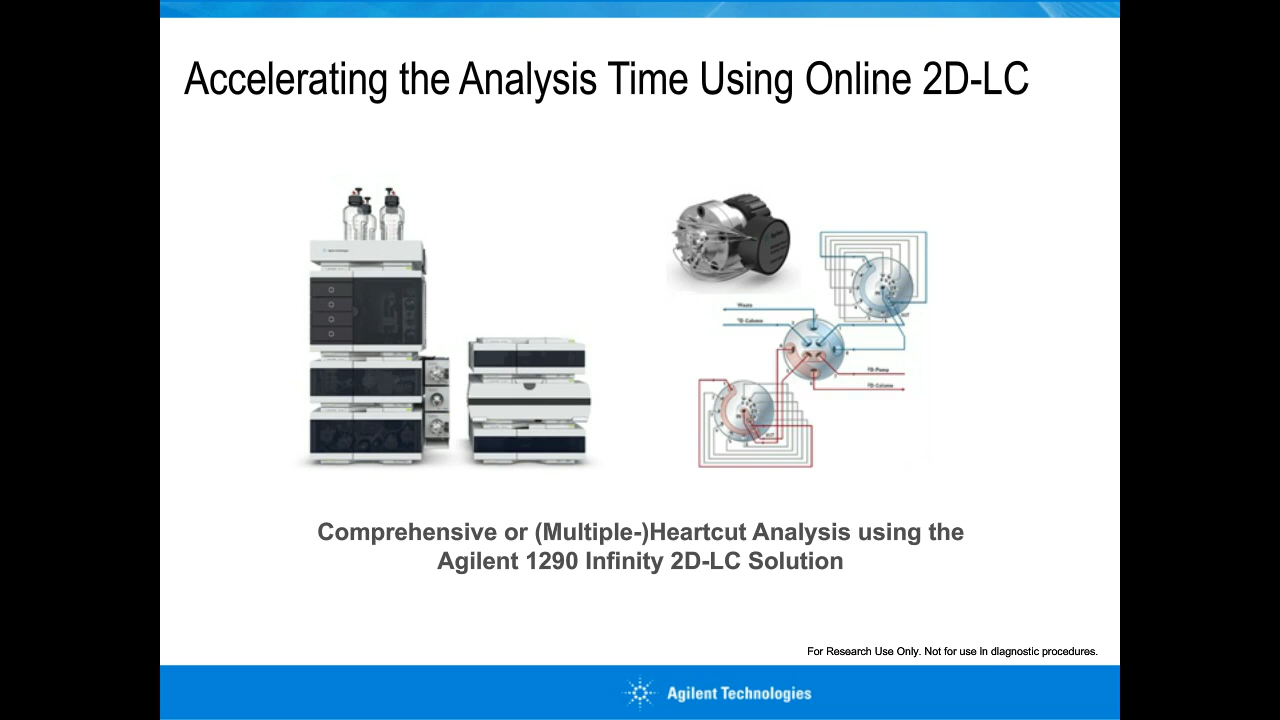 Accelerating the Analysis Time Using Online 2D-LC
Agilent Technologies
Waste
¹D-Column
²D-Pump
²D-Column
Comprehensive or (Multiple-)Heartcut Analysis using the
Agilent 1290 Infinity 2D-LC Solution
For Research Use Only. Not for use in diagnostic procedures.
Agilent Technologies